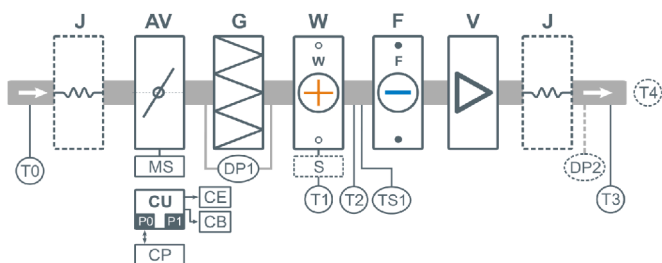 J AV G W F V J
W F
T4
MS DP1 S DP2
T0 T1 T2 TS1 T3
CU CE
P0 P1 CB
CP